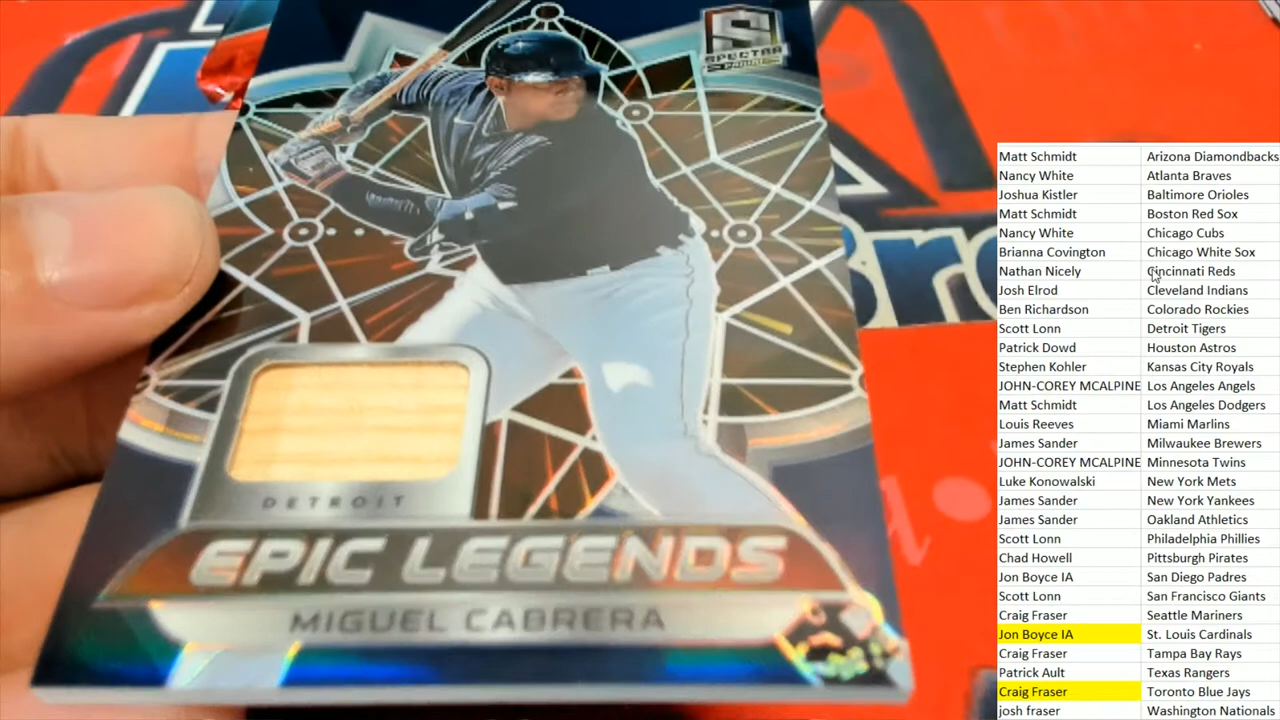 SPECTRA
PANINI
DETROIT
EPIC LEGENDS
MIGUEL CABRERA
Matt Schmidt Arizona Diamondbacks
Nancy White Atlanta Braves
Joshua Kistler Baltimore Orioles
Matt Schmidt Boston Red Sox
Nancy White Chicago Cubs
Brianna Covington Chicago White Sox
Nathan Nicely Cincinnati Reds
Josh Elrod Cleveland Indians
Ben Richardson Colorado Rockies
Scott Lonn Detroit Tigers
Patrick Dowd Houston Astros
Stephen Kohler Kansas City Royals
JOHN-COREY MCALPINE Los Angeles Angels
Matt Schmidt Los Angeles Dodgers
Louis Reeves Miami Marlins
James Sander Milwaukee Brewers
JOHN-COREY MCALPINE Minnesota Twins
Luke Konowalski New York Mets
James Sander New York Yankees
James Sander Oakland Athletics
Scott Lonn Philadelphia Phillies
Chad Howell Pittsburgh Pirates
Jon Boyce IA San Diego Padres
Scott Lonn San Francisco Giants
Craig Fraser Seattle Mariners
Jon Boyce IA St. Louis Cardinals
Craig Fraser Tampa Bay Rays
Patrick Ault Texas Rangers
Craig Fraser Toronto Blue Jays
josh fraser Washington Nationals